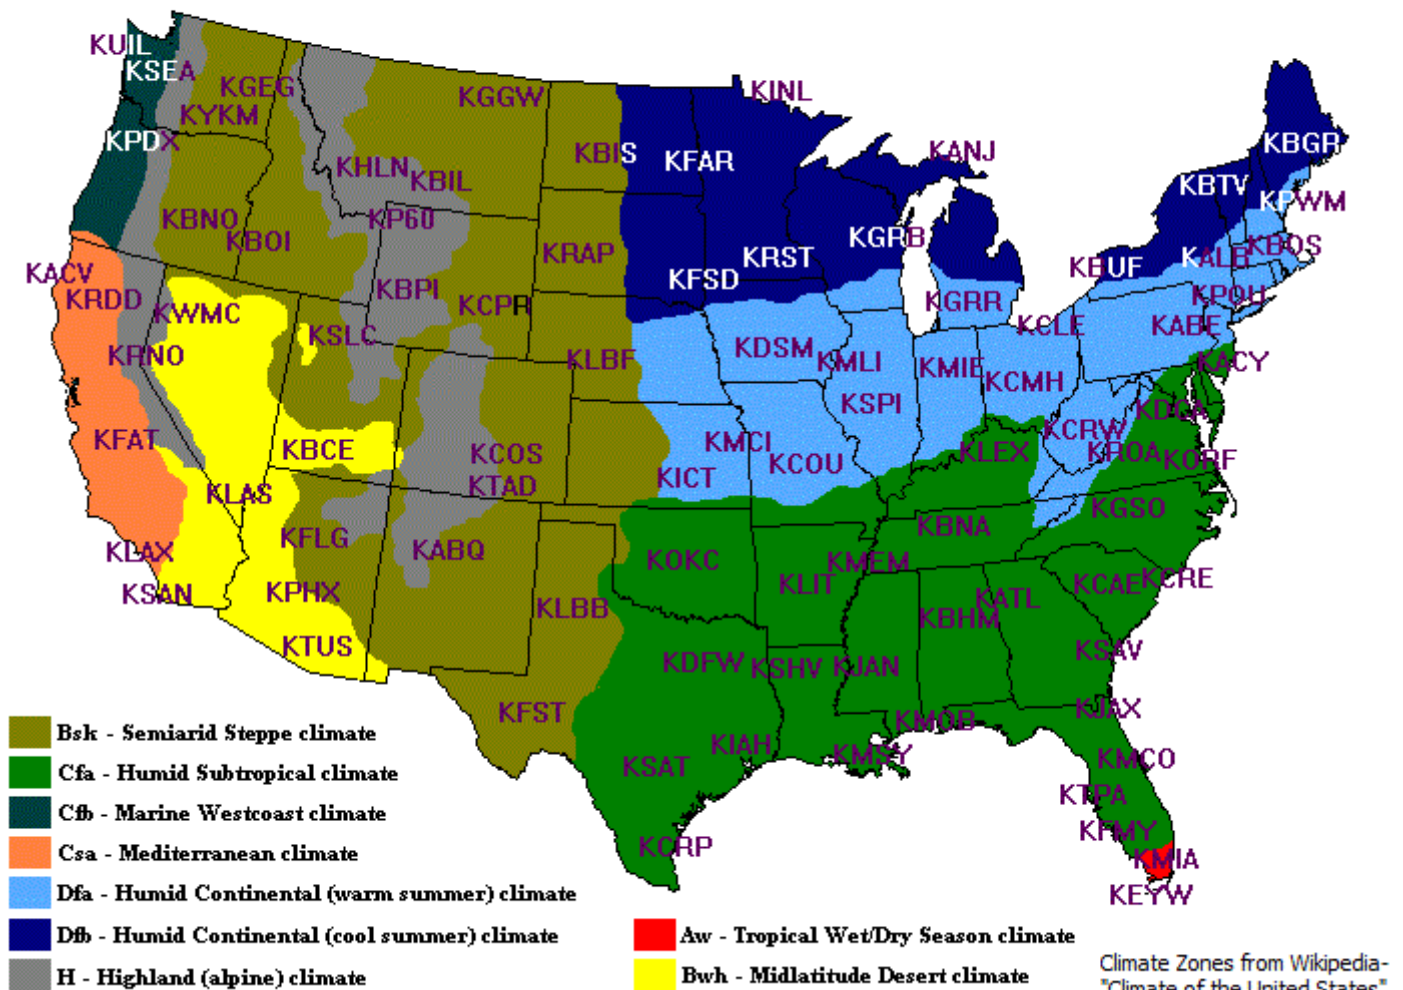 KUIL
KSEA
KGEG
KGGW
KINL
KYKM
KPDX
KBIS
KFAR
KANJ
KBGR
KHLN
KBIL
KBTV
KPWM
KBNO
KP60
KBOI
KRAP
KGRB
KALB
KBOS
KRST
KBUF
KACV
KRDD
KBPI
KFSD
KCPR
KGRR
KPOU
KWMC
KSLC
KCLE
KABE
KRNO
KLBF
KDSM
KMLI
KMIE
KCMH
KACY
KSPI
KDCA
KFAT
KBCE
KCOS
KMCI
KCOU
KLEX
KCRW
KROA
KORF
KTAD
KICT
KLAS
KBNA
KGSO
KLAX
KFLG
KABQ
KOKC
KMEM
KSAN
KPHX
KLBB
KLIT
KBHM
KATL
KCAE
KCRE
KTUS
KDFW
KSHV
KJAN
KSAV
KFST
KMOB
KJAX
KIAH
KMSY
KMCO
KSAT
KTPA
KFMY
KCRP
KMIA
KEYW
Bsk - Semiarid Steppe climate
Cfa - Humid Subtropical climate
Cfb - Marine Westcoast climate
Csa - Mediterranean climate
Dfa - Humid Continental (warm summer) climate
Dfb - Humid Continental (cool summer) climate
H - Highland (alpine) climate
Aw - Tropical Wet/Dry Season climate
Bwh - Midlatitude Desert climate
Climate Zones from Wikipedia-
"Climate of the United States"